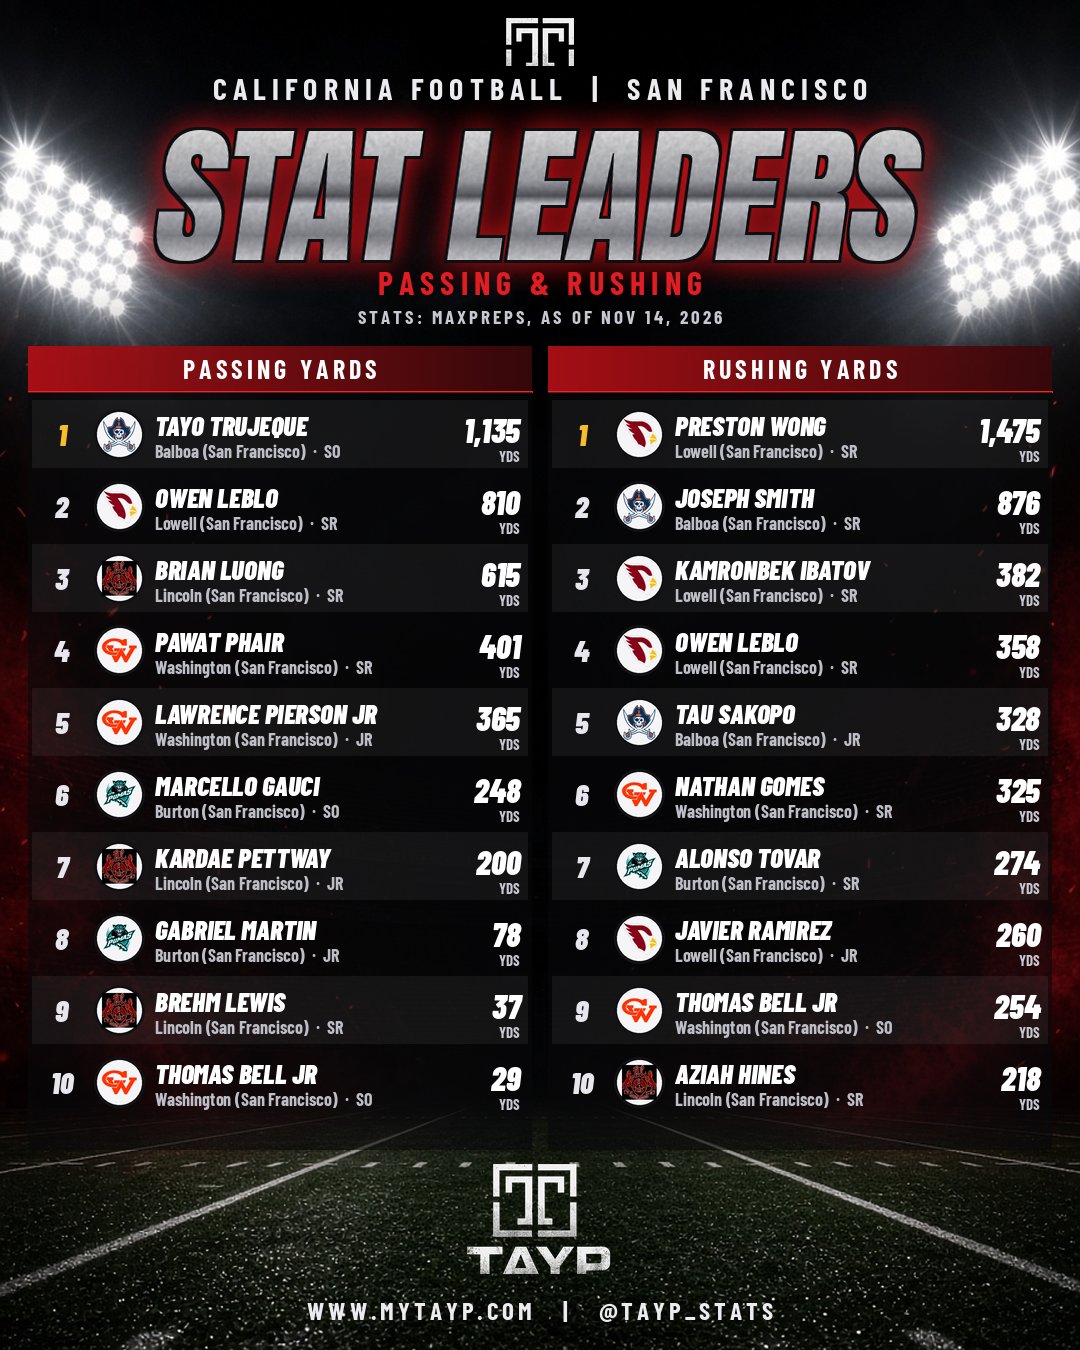 CALIFORNIA FOOTBALL | SAN FRANCISCO
STAT LEADERS
PASSING & RUSHING
STATS: MAXPREPS, AS OF NOV 14, 2026
PASSING YARDS
1 TAYO TRUJEQUE 1,135
Balboa (San Francisco) · SO YDS
2 OWEN LEBLO 810
Lowell (San Francisco) · SR YDS
3 BRIAN LUONG 615
Lincoln (San Francisco) · SR YDS
4 PAWAT PHAIR 401
Washington (San Francisco) · SR YDS
5 LAWRENCE PIERSON JR 365
Washington (San Francisco) · JR YDS
6 MARCELLO GAUCI 248
Burton (San Francisco) · SO YDS
7 KARDAE PETTWAY 200
Lincoln (San Francisco) · JR YDS
8 GABRIEL MARTIN 78
Burton (San Francisco) · JR YDS
9 BREHM LEWIS 37
Lincoln (San Francisco) · SR YDS
10 THOMAS BELL JR 29
Washington (San Francisco) · SO YDS
RUSHING YARDS
1 PRESTON WONG 1,475
Lowell (San Francisco) · SR YDS
2 JOSEPH SMITH 876
Balboa (San Francisco) · SR YDS
3 KAMRONBEK IBATOV 382
Lowell (San Francisco) · SR YDS
4 OWEN LEBLO 358
Lowell (San Francisco) · SR YDS
5 TAU SAKOPO 328
Balboa (San Francisco) · JR YDS
6 NATHAN GOMES 325
Washington (San Francisco) · SR YDS
7 ALONSO TOVAR 274
Burton (San Francisco) · SR YDS
8 JAVIER RAMIREZ 260
Lowell (San Francisco) · JR YDS
9 THOMAS BELL JR 254
Washington (San Francisco) · SO YDS
10 AZIAH HINES 218
Lincoln (San Francisco) · SR YDS
TAYP
WWW.MYTAYP.COM | @TAYP_STATS